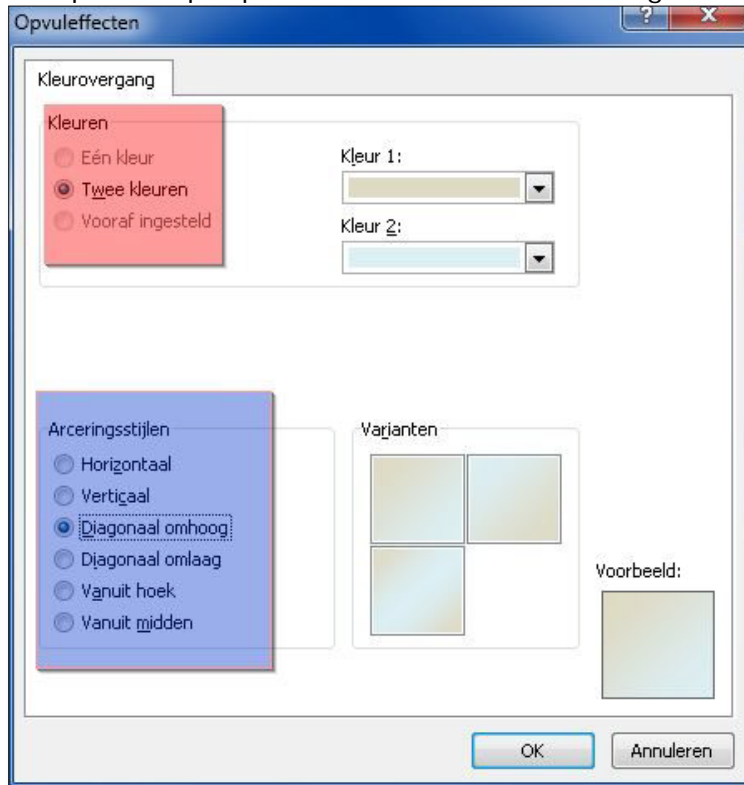 Opvuleffecten
Kleurovergang
Kleuren
Eén kleur
Twee kleuren
Vooraf ingesteld
Kleur 1:
Kleur 2:
Arceringsstijlen
Horizontaal
Verticaal
Diagonaal omhoog
Diagonaal omlaag
Vanuit hoek
Vanuit midden
Varianten
Voorbeeld:
OK
Annuleren